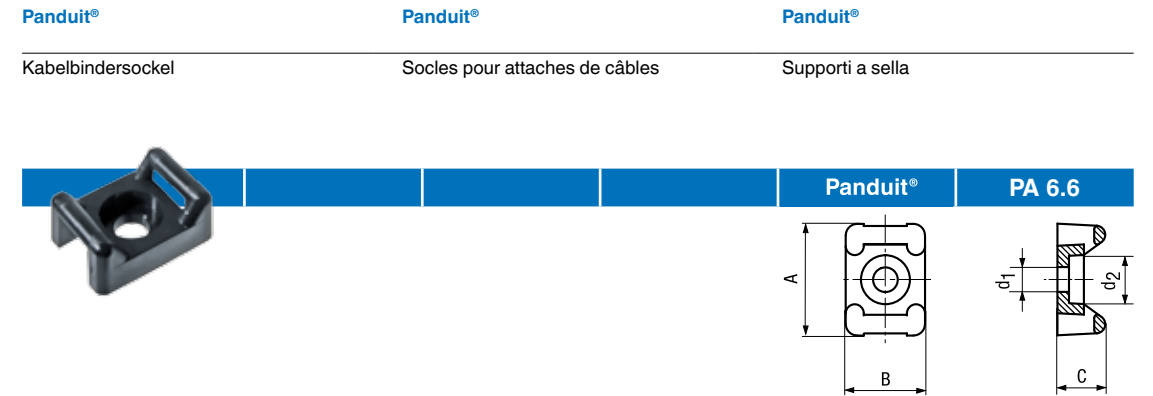 Panduit® Panduit® Panduit®
Kabelbindersockel Socles pour attaches de câbles Supporti a sella
Panduit® PA 6.6
A
d1
d2
B
C